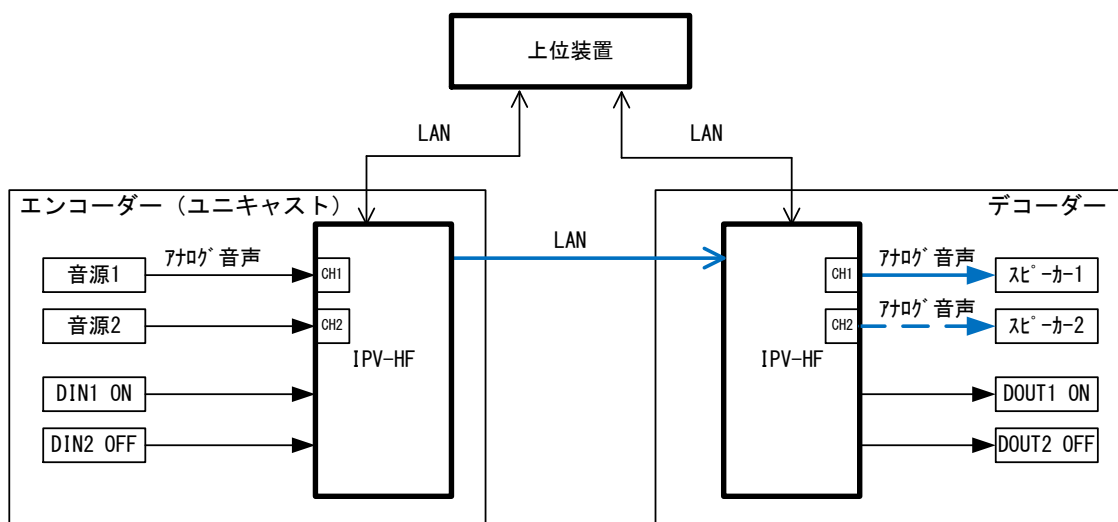 上位装置
LAN
LAN
エンコーダー（ユニキャスト）
デコーダー
LAN
音源1
ｱﾅﾛｸﾞ音声
CH1
CH1
ｱﾅﾛｸﾞ音声
ｽﾋﾟｰｶｰ1
音源2
CH2
CH2
ｱﾅﾛｸﾞ音声
ｽﾋﾟｰｶｰ2
IPV-HF
IPV-HF
DIN1 ON
DOUT1 ON
DIN2 OFF
DOUT2 OFF